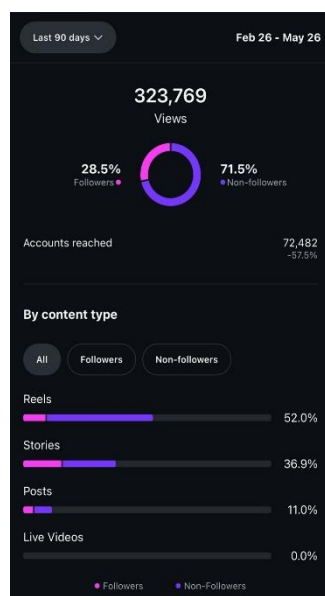 Last 90 days Feb 26 - May 26
323,769
Views
28.5% 71.5%
Followers Non-followers
Accounts reached 72,482
-57.5%
By content type
All Followers Non-followers
Reels
52.0%
Stories
36.9%
Posts
11.0%
Live Videos
0.0%
Followers Non-Followers